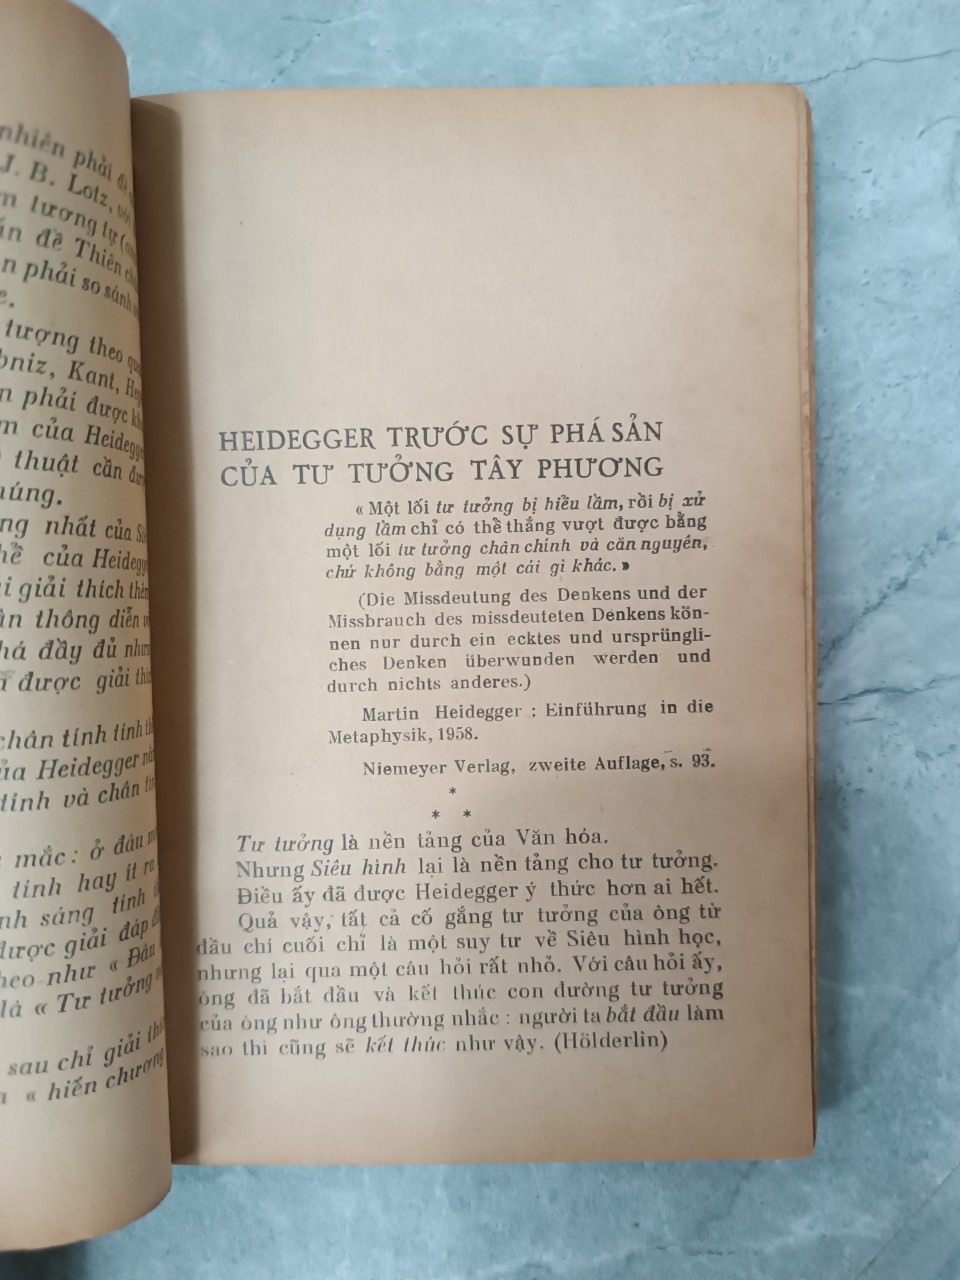 nhiên phải
J. B. Lotz,
tương tự
đề Thiên
phải so sánh

tượng theo
Kant,
phải được
của Heidegger
thuật cần

nhất của
của Heidegger
giải thích thêm
thông diễn
đầy đủ
được giải

chân tính tính
Heidegger
tính và chân
mắc : ở đâu
tính hay ít ra
sáng tính
được giải đáp
như « Đâu
là « Tư tưởng
sau chỉ giải
« hiến chương
HEIDEGGER TRƯỚC SỰ PHÁ SẢN
CỦA TƯ TƯỞNG TÂY PHƯƠNG
« Một lối tư tưởng bị hiểu lầm, rồi bị xử
dụng lầm chỉ có thể thắng vượt được bằng
một lối tư tưởng chân chính và căn nguyên,
chứ không bằng một cái gì khác. »
(Die Missdeutung des Denkens und der
Missbrauch des missdeuteten Denkens kön-
nen nur durch ein ecktes und ursprüngli-
ches Denken überwunden werden und
durch nichts anderes.)
Martin Heidegger : Einführung in die
Metaphysik, 1958.
Niemeyer Verlag, zweite Auflage, s. 93.
*
* *
Tư tưởng là nền tảng của Văn hóa.
Nhưng Siêu hình lại là nền tảng cho tư tưởng.
Điều ấy đã được Heidegger ý thức hơn ai hết.
Quả vậy, tất cả cố gắng tư tưởng của ông từ
đầu chí cuối chỉ là một suy tư về Siêu hình học,
nhưng lại qua một câu hỏi rất nhỏ. Với câu hỏi ấy,
ông đã bắt đầu và kết thúc con đường tư tưởng
của ông như ông thường nhắc : người ta bắt đầu làm
sao thì cũng sẽ kết thúc như vậy. (Hölderlin)